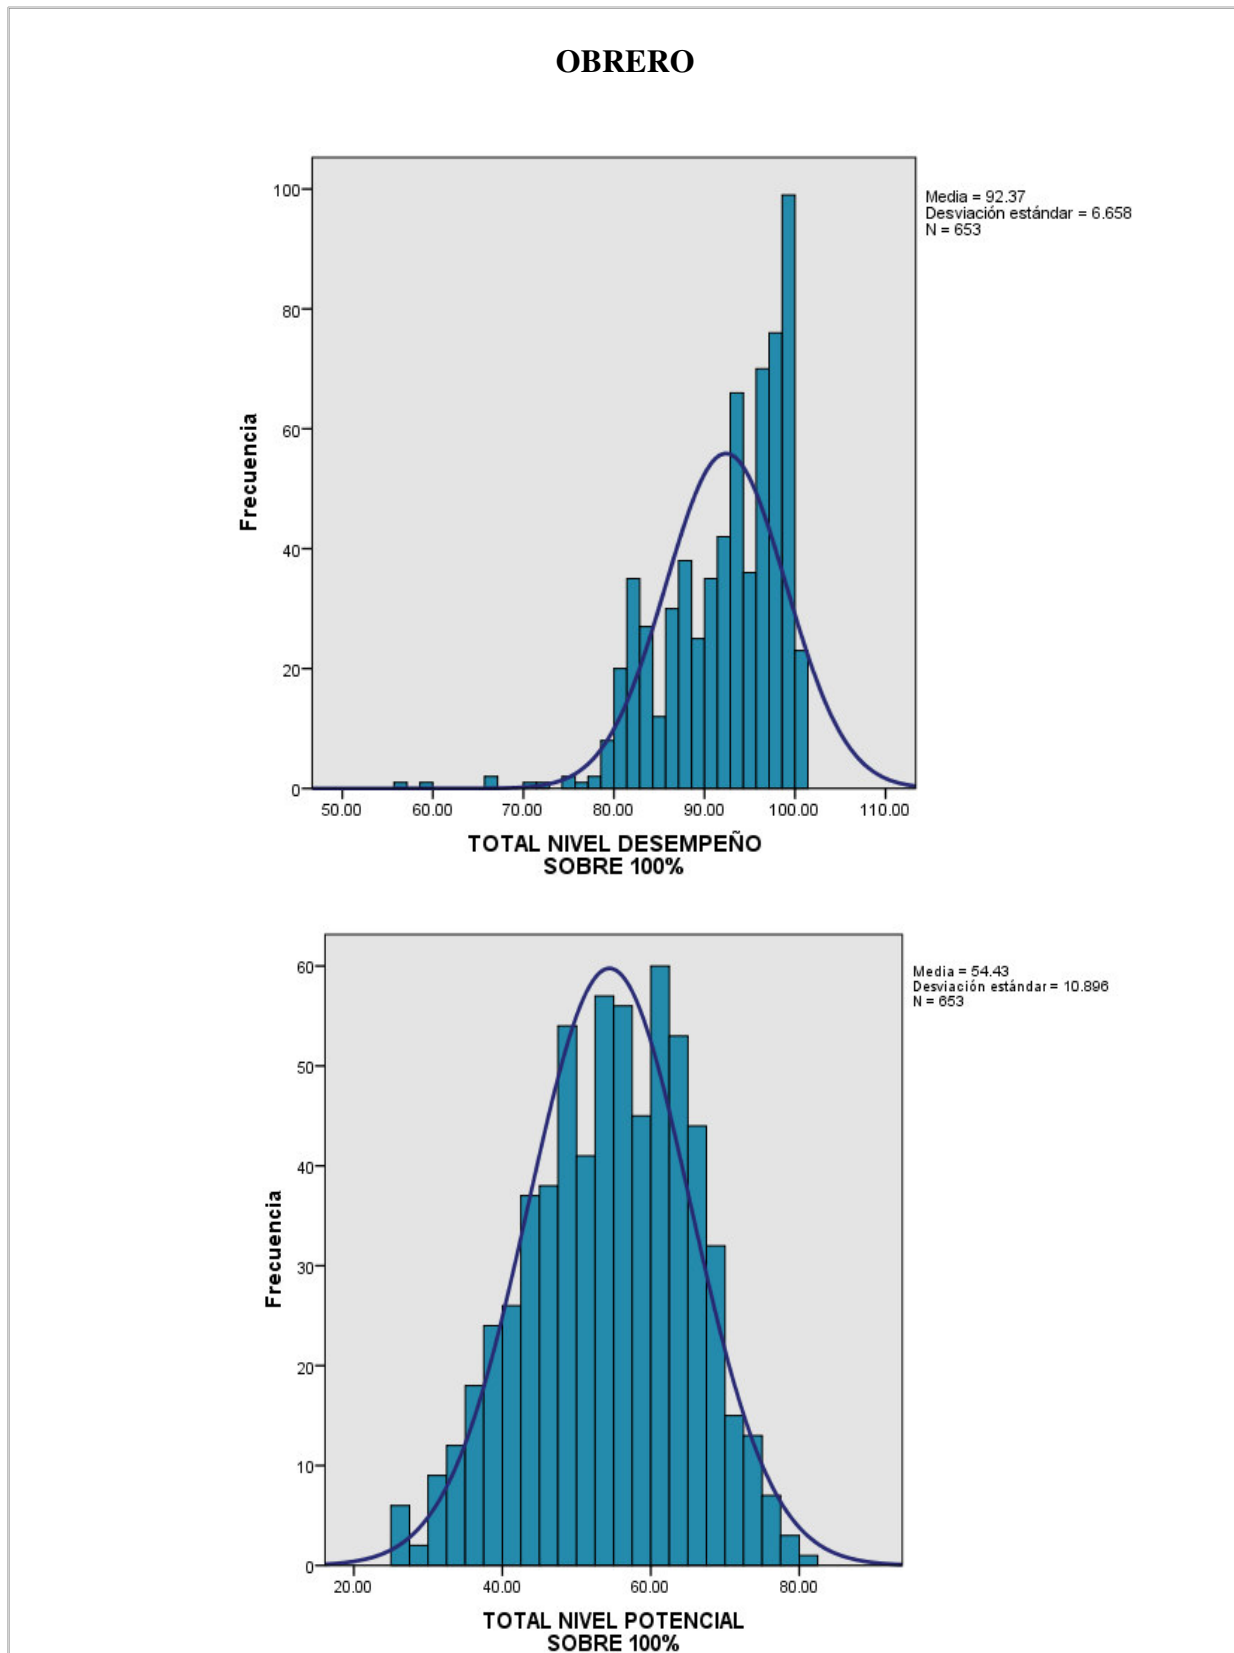 OBRERO
Media = 92.37
Desviación estándar = 6.658
N = 653
100
80
60
40
20
0
Frecuencia
50.00 60.00 70.00 80.00 90.00 100.00 110.00
TOTAL NIVEL DESEMPEÑO
SOBRE 100%
Media = 54.43
Desviación estándar = 10.896
N = 653
60
50
40
30
20
10
0
Frecuencia
20.00 40.00 60.00 80.00
TOTAL NIVEL POTENCIAL
SOBRE 100%